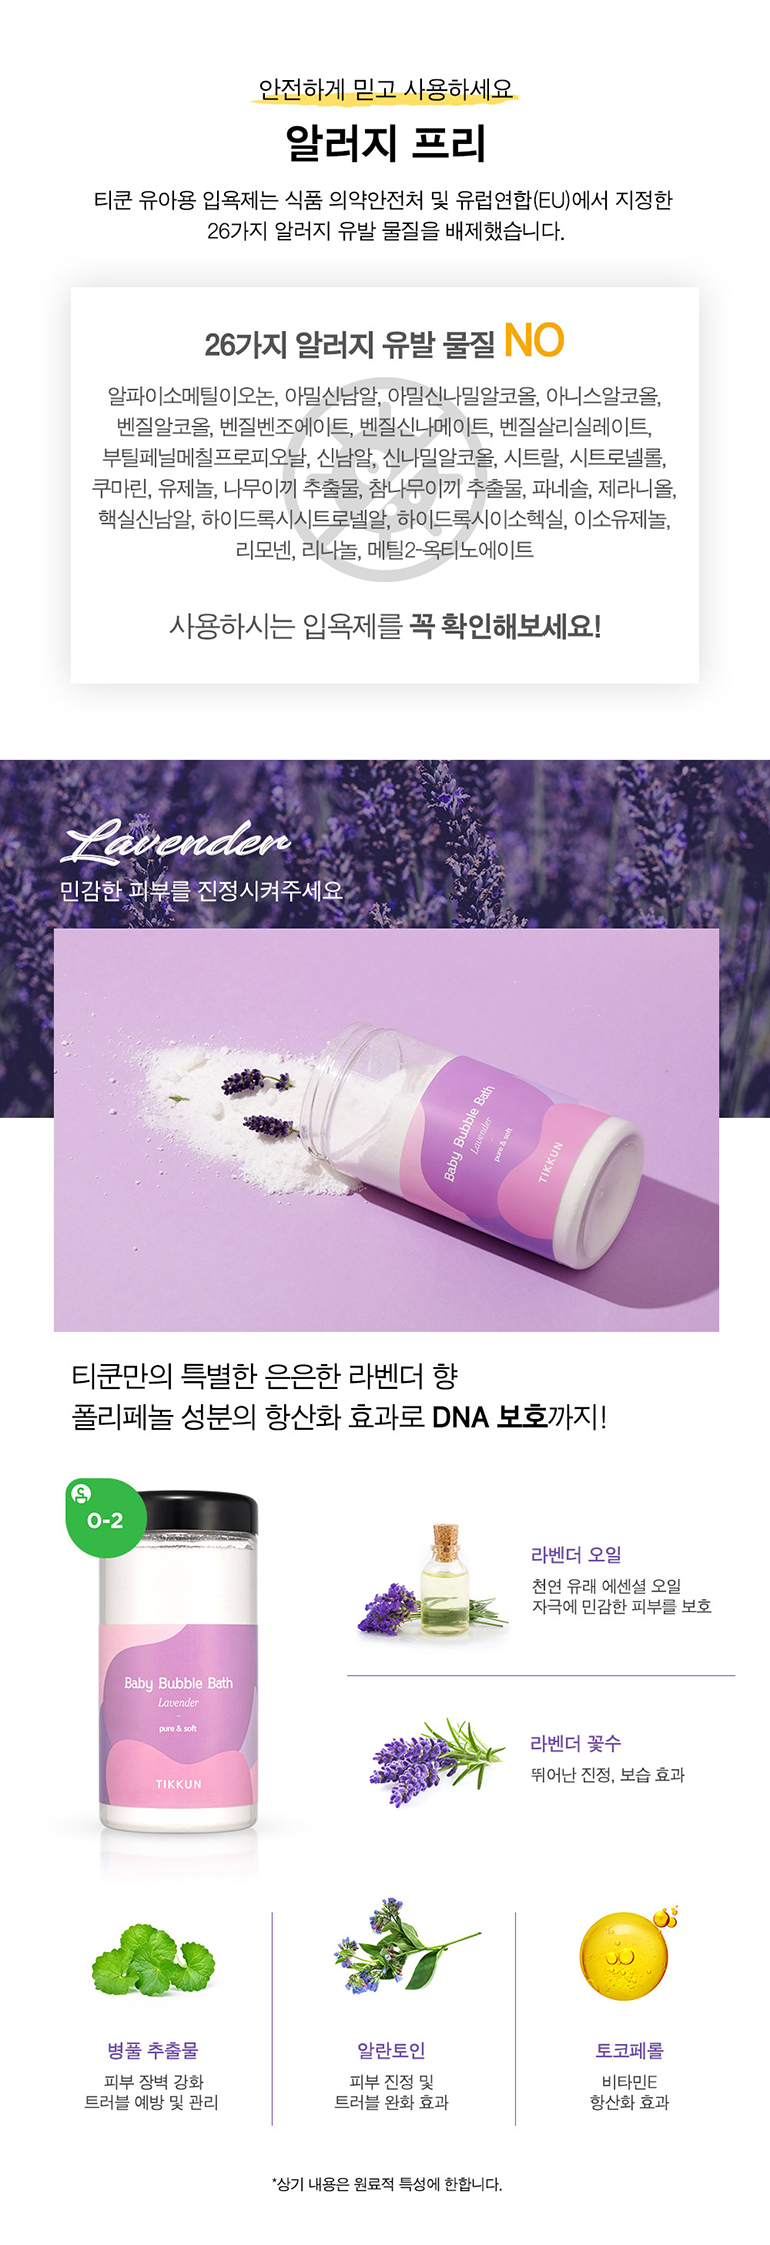 안전하게 믿고 사용하세요
알러지 프리
티쿤 유아용 입욕제는 식품 의약안전처 및 유럽연합(EU)에서 지정한
26가지 알러지 유발 물질을 배제했습니다.
26가지 알러지 유발 물질 NO
알파이소메틸이오논, 아밀신남알, 아밀신나밀알코올, 아니스알코올,
벤질알코올, 벤질벤조에이트, 벤질신나메이트, 벤질살리실레이트,
부틸페닐메칠프로피오날, 신남알, 신나밀알코올, 시트랄, 시트로넬롤,
쿠마린, 유제놀, 나무이끼 추출물, 참나무이끼 추출물, 파네솔, 제라니올,
핵실신남알, 하이드록시시트로넬알, 하이드록시이소헥실, 이소유제놀,
리모넨, 리나놀, 메틸2-옥티노에이트
사용하시는 입욕제를 꼭 확인해보세요!
Lavender
민감한 피부를 진정시켜주세요
Baby Bubble Bath
Lavender
pure & soft
TIKKUN
티쿤만의 특별한 은은한 라벤더 향
폴리페놀 성분의 항산화 효과로 DNA 보호까지!
0-2
Baby Bubble Bath
Lavender
-
pure & soft
TIKKUN
라벤더 오일
천연 유래 에센셜 오일
자극에 민감한 피부를 보호
라벤더 꽃수
뛰어난 진정, 보습 효과
병풀 추출물
피부 장벽 강화
트러블 예방 및 관리
알란토인
피부 진정 및
트러블 완화 효과
토코페롤
비타민E
항산화 효과
*상기 내용은 원료적 특성에 한합니다.